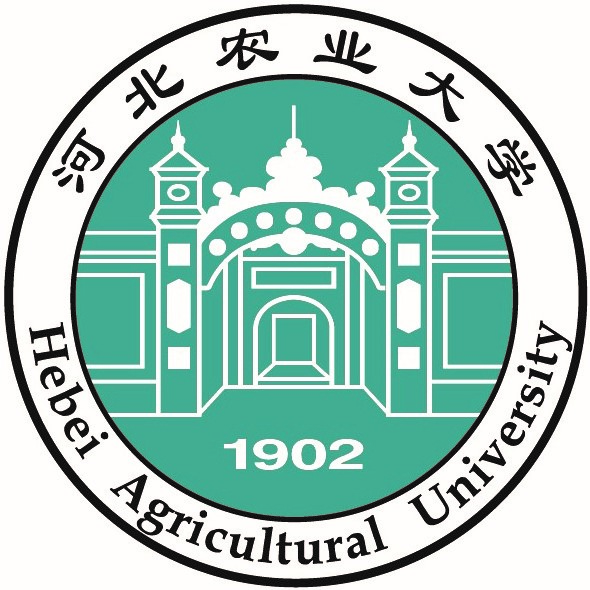 河北农业大学
1902
Hebei Agricultural University